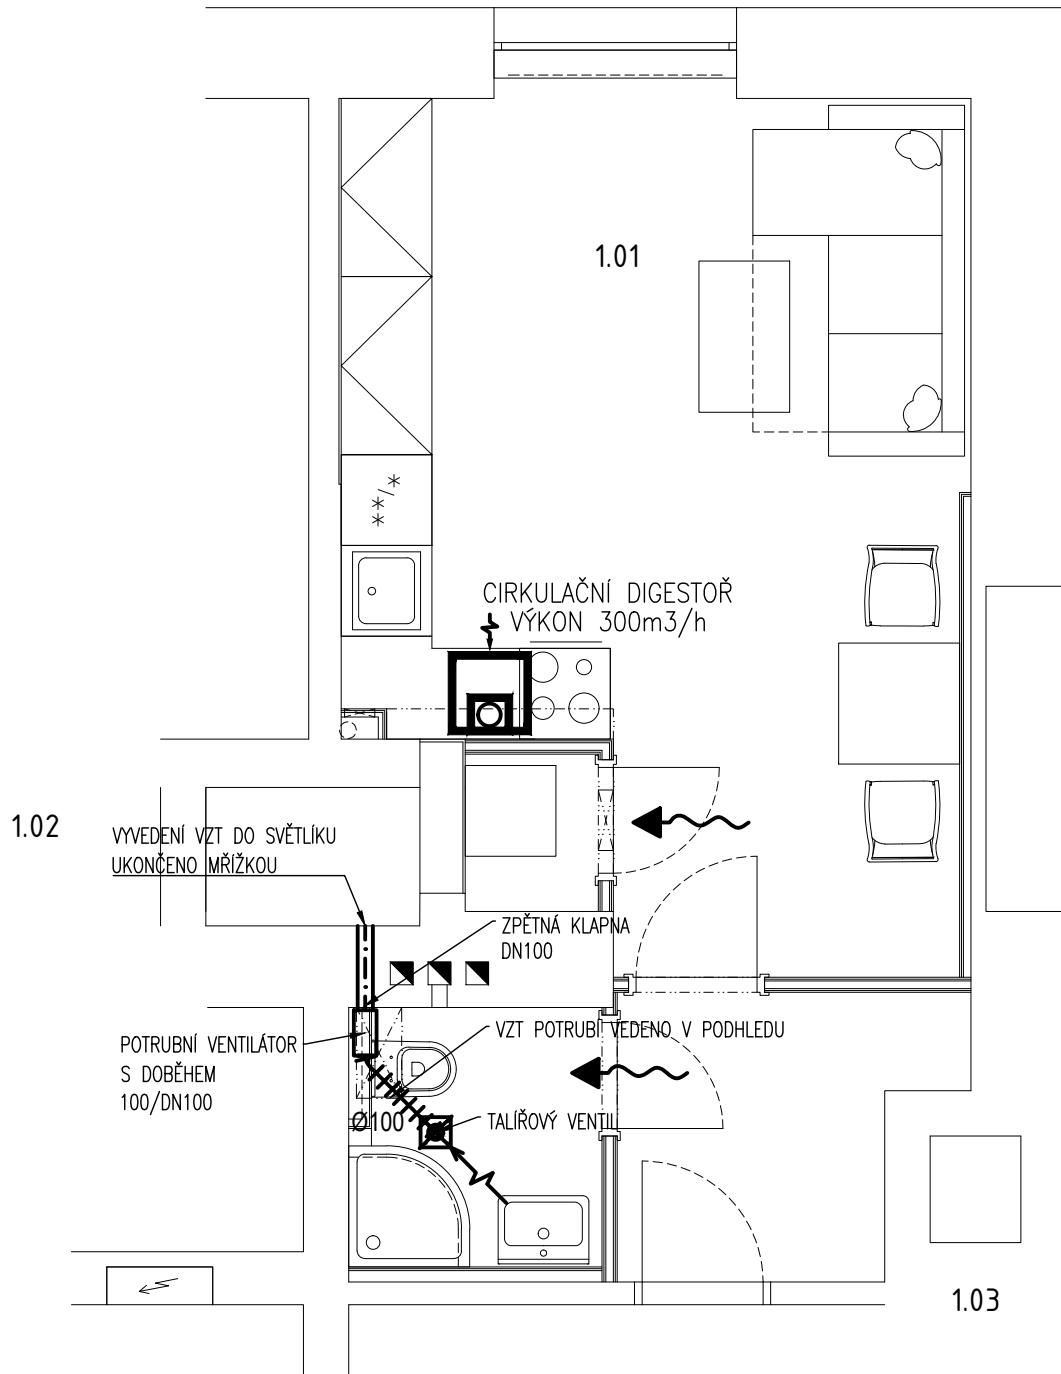 1.01
**/*
CIRKULAČNÍ DIGESTOŘ
VÝKON 300m3/h
1.02
VYVEDENÍ VZT DO SVĚTLÍKU
UKONČENO MŘÍŽKOU
ZPĚTNÁ KLAPNA
DN100
POTRUBNÍ VENTILÁTOR
S DOBĚHEM
100/DN100
VZT POTRUBÍ VEDENO V PODHLEDU
Ø100
TALÍŘOVÝ VENTIL
1.03